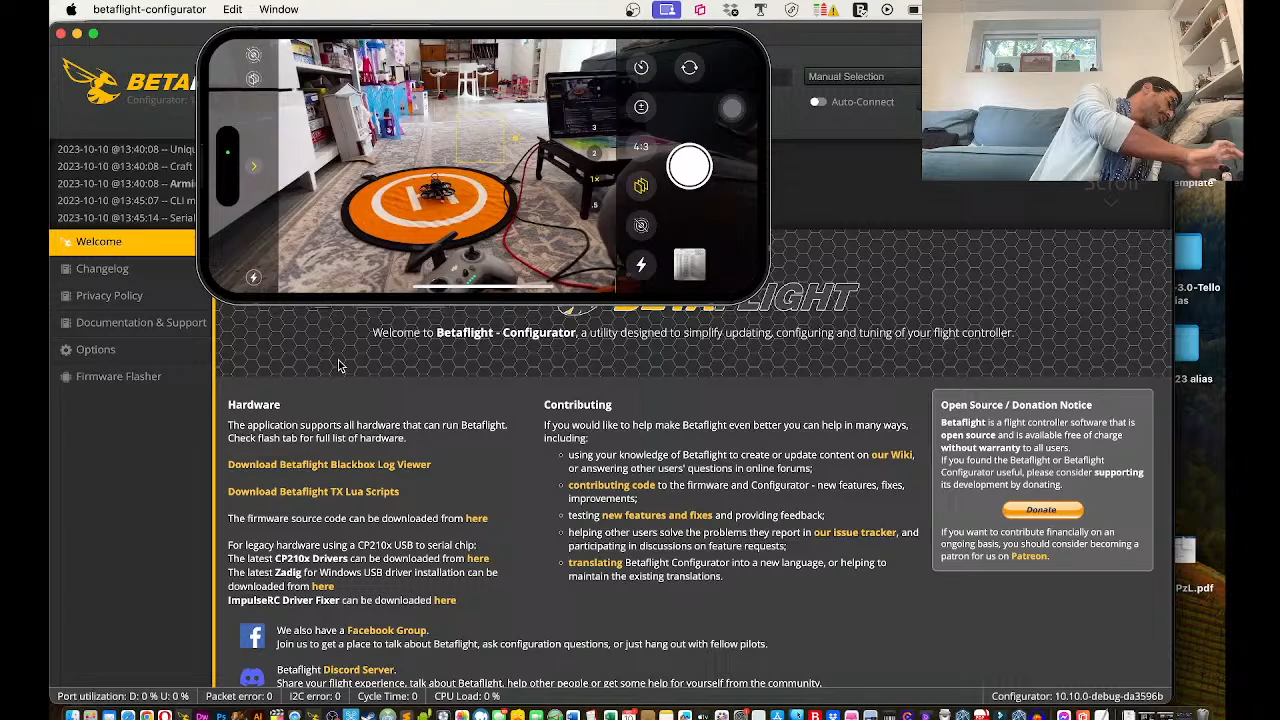 betaflight-configurator Edit Window
BETA
Configurator: 1
Manual Selection
Auto-Connect
2023-10-10 @13:40:08 -- Uniqu
2023-10-10 @13:40:08 -- Craft
2023-10-10 @13:40:08 -- Armin
2023-10-10 @13:45:07 -- CLI m
2023-10-10 @13:45:14 -- Serial
4:3
3
2
1x
.5
H
Scroll
emplate
Welcome
Changelog
Privacy Policy
Documentation & Support
Options
Firmware Flasher
BETAFLIGHT
Welcome to Betaflight - Configurator, a utility designed to simplify updating, configuring and tuning of your flight controller.
-3.0-Tello
ias
23 alias
PzL.pdf
Hardware
The application supports all hardware that can run Betaflight.
Check flash tab for full list of hardware.
Download Betaflight Blackbox Log Viewer
Download Betaflight TX Lua Scripts
The firmware source code can be downloaded from here
For legacy hardware using a CP210x USB to serial chip:
The latest CP210x Drivers can be downloaded from here
The latest Zadig for Windows USB driver installation can be
downloaded from here
ImpulseRC Driver Fixer can be downloaded here
We also have a Facebook Group.
Join us to get a place to talk about Betaflight, ask configuration questions, or just hang out with fellow pilots.
Betaflight Discord Server.
Share your flight experience, talk about Betaflight, help other people or get some help for yourself from the community.
Contributing
If you would like to help make Betaflight even better you can help in many ways,
including:
using your knowledge of Betaflight to create or update content on our Wiki,
or answering other users' questions in online forums;
contributing code to the firmware and Configurator - new features, fixes,
improvements;
testing new features and fixes and providing feedback;
helping other users solve the problems they report in our issue tracker, and
participating in discussions on feature requests;
translating Betaflight Configurator into a new language, or helping to
maintain the existing translations.
Open Source / Donation Notice
Betaflight is a flight controller software that is
open source and is available free of charge
without warranty to all users.
If you found the Betaflight or Betaflight
Configurator useful, please consider supporting
its development by donating.
Donate
If you want to contribute financially on an
ongoing basis, you should consider becoming a
patron for us on Patreon.
Port utilization: D: 0 % U: 0 %
Packet error: 0
I2C error: 0
Cycle Time: 0
CPU Load: 0 %
Configurator: 10.10.0-debug-da3596b